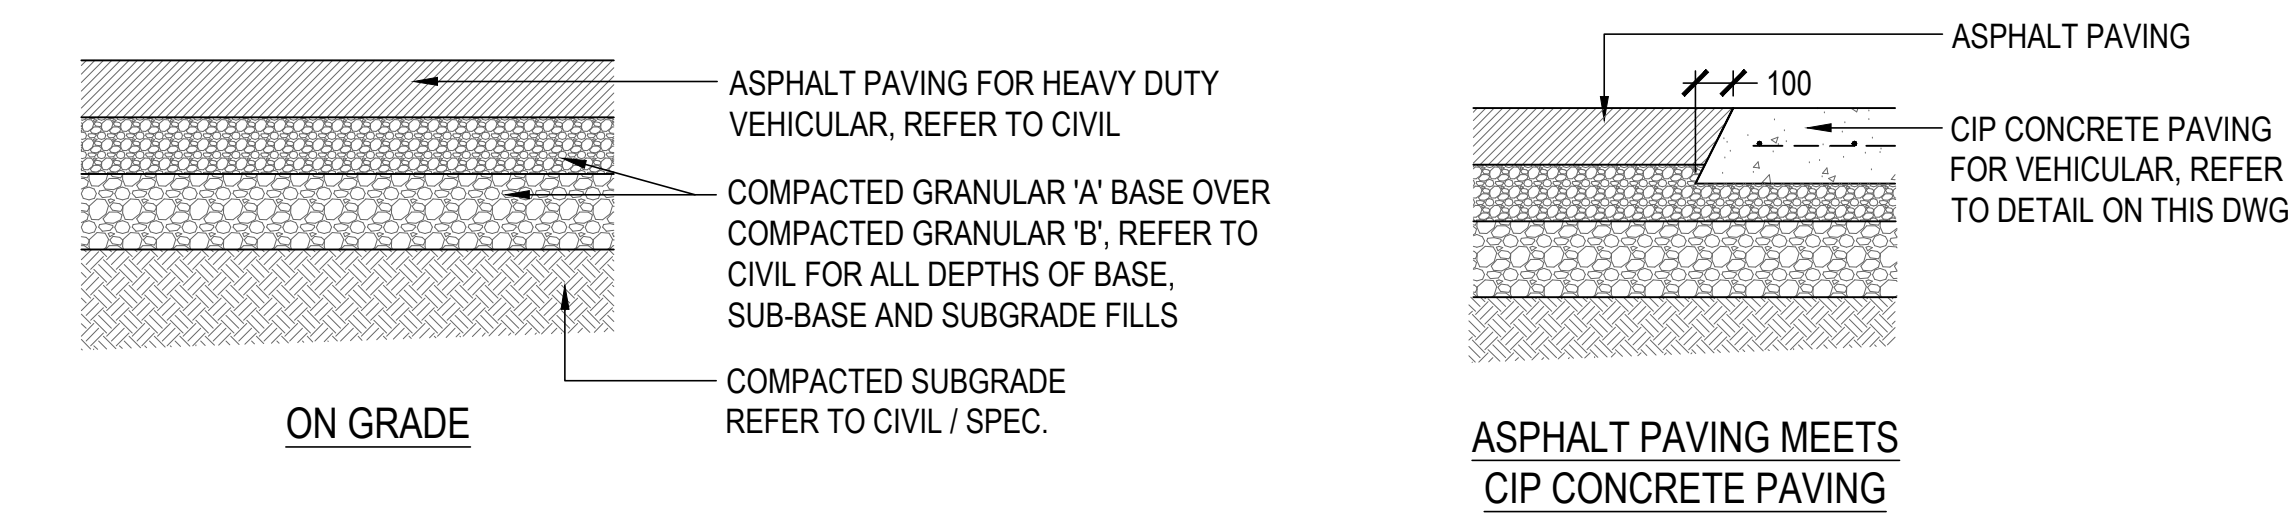 ASPHALT PAVING FOR HEAVY DUTY
VEHICULAR, REFER TO CIVIL
COMPACTED GRANULAR 'A' BASE OVER
COMPACTED GRANULAR 'B', REFER TO
CIVIL FOR ALL DEPTHS OF BASE,
SUB-BASE AND SUBGRADE FILLS
COMPACTED SUBGRADE
REFER TO CIVIL / SPEC.
ON GRADE
ASPHALT PAVING
100
CIP CONCRETE PAVING
FOR VEHICULAR, REFER
TO DETAIL ON THIS DWG
ASPHALT PAVING MEETS
CIP CONCRETE PAVING